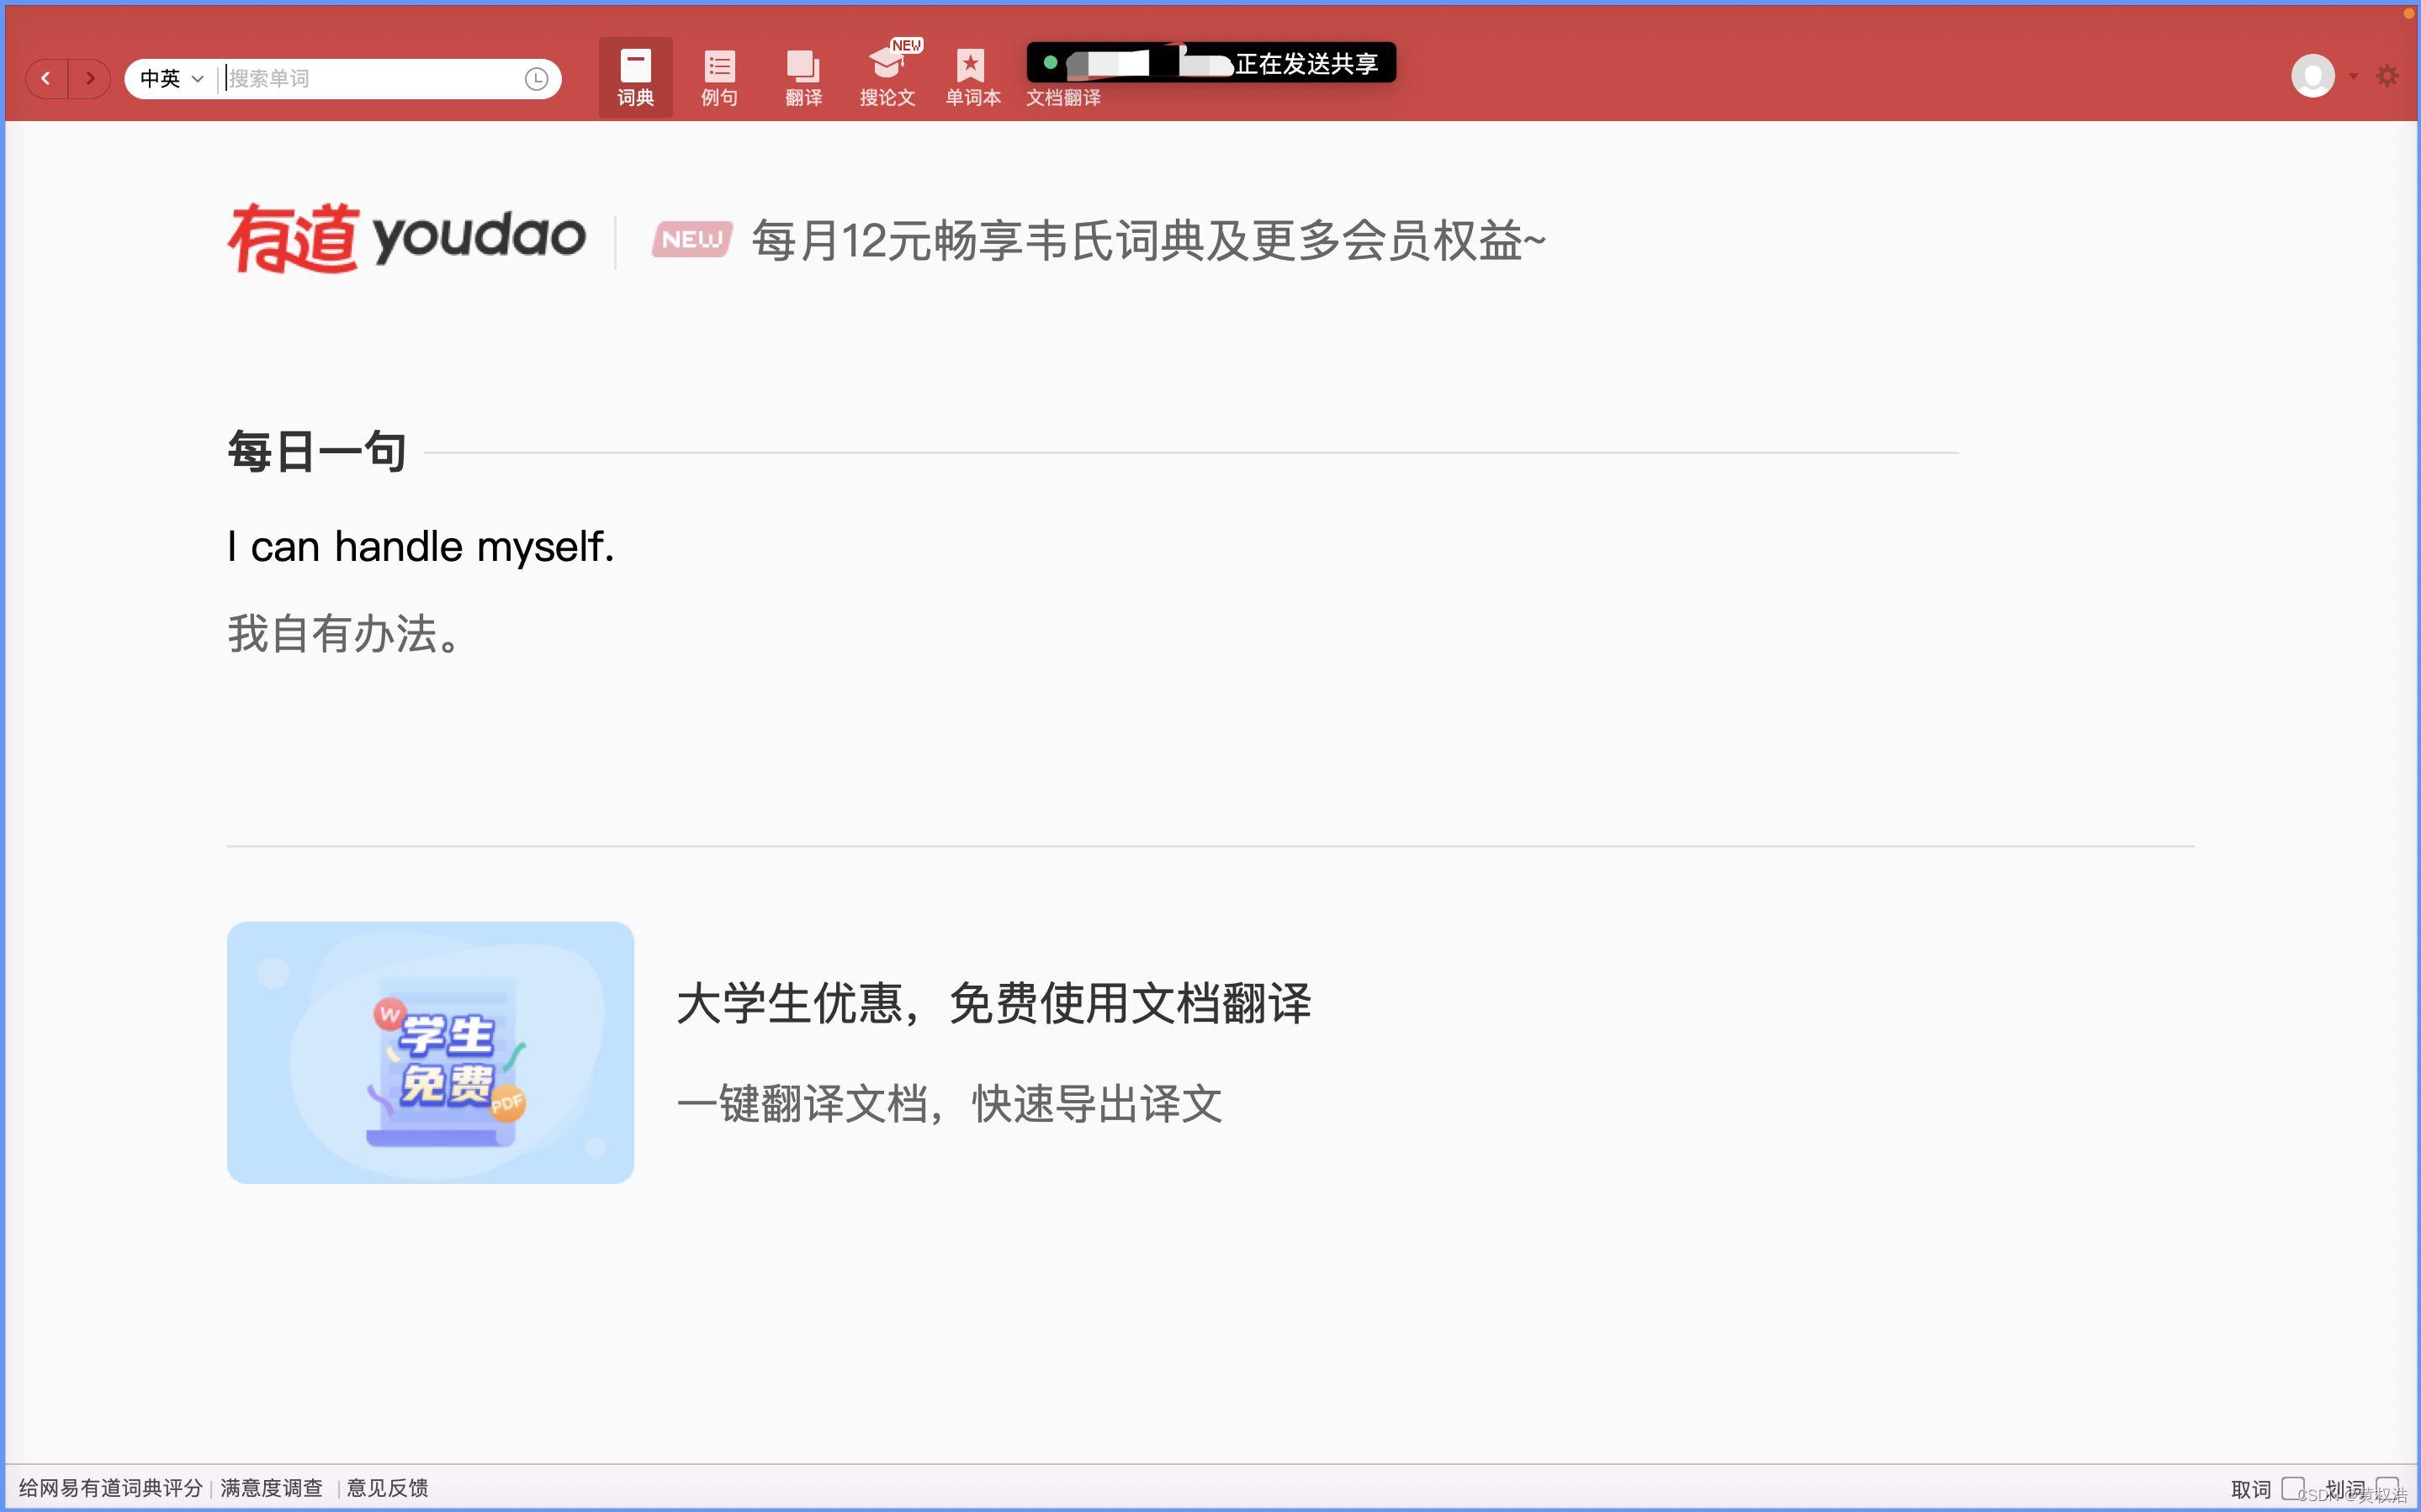 中英 搜索单词
词典
例句
翻译
NEW
搜论文
单词本
文档翻译
正在发送共享
有道 youdao
NEW 每月12元畅享韦氏词典及更多会员权益~
每日一句
I can handle myself.
我自有办法。
W
学生
免费
PDF
大学生优惠，免费使用文档翻译
一键翻译文档，快速导出译文
给网易有道词典评分 | 满意度调查 | 意见反馈
取词 划词
CSDN @黄权浩